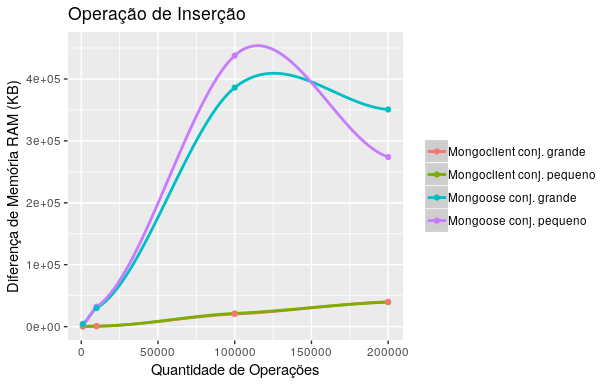 Operação de Inserção
Diferença de Memória RAM (KB)
4e+05
3e+05
2e+05
1e+05
0e+00
0
50000
100000
150000
200000
Quantidade de Operações
Mongoclient conj. grande
Mongoclient conj. pequeno
Mongoose conj. grande
Mongoose conj. pequeno